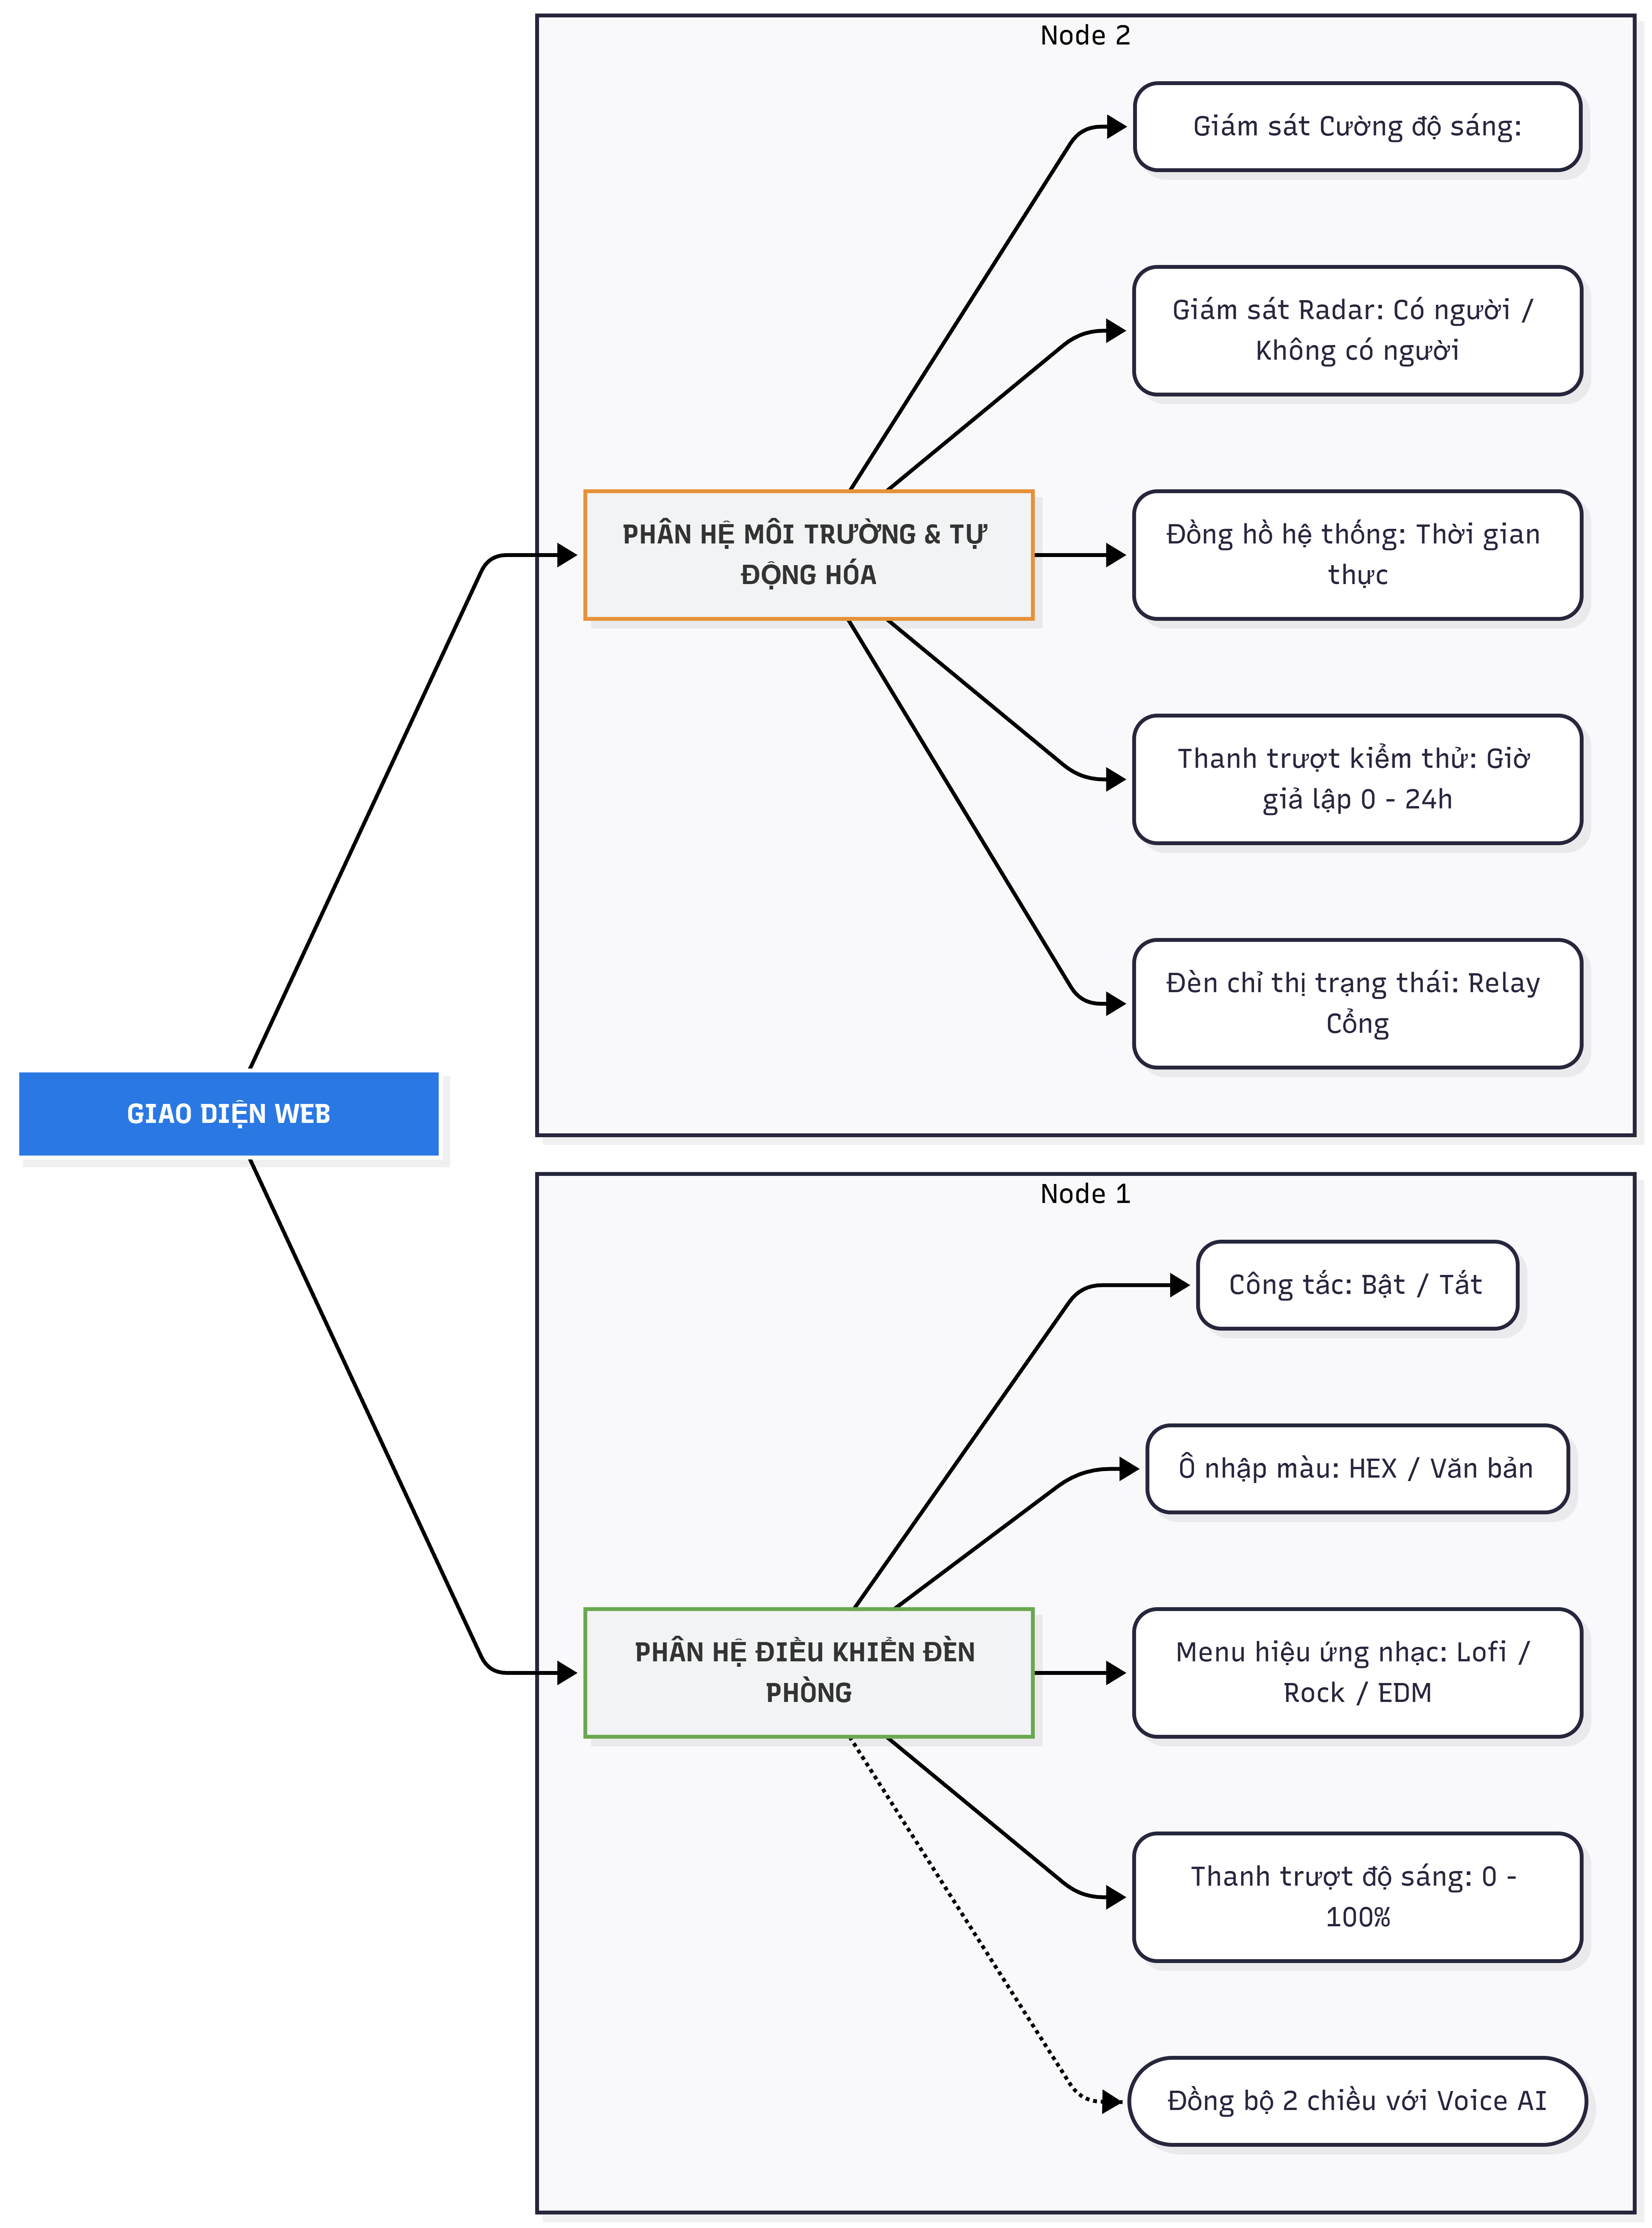 Node 2
Giám sát Cường độ sáng:
Giám sát Radar: Có người /
Không có người
PHÂN HỆ MÔI TRƯỜNG & TỰ
ĐỘNG HÓA
Đồng hồ hệ thống: Thời gian
thực
Thanh trượt kiểm thử: Giờ
giả lập 0 - 24h
Đèn chỉ thị trạng thái: Relay
Cổng
GIAO DIỆN WEB
Node 1
Công tắc: Bật / Tắt
Ô nhập màu: HEX / Văn bản
PHÂN HỆ ĐIỀU KHIỂN ĐÈN
PHÒNG
Menu hiệu ứng nhạc: Lofi /
Rock / EDM
Thanh trượt độ sáng: 0 -
100%
Đồng bộ 2 chiều với Voice AI